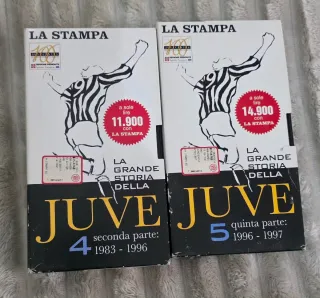 LA STAMPA
100
a sole
lire
11.900
con
LA STAMPA
LA
GRANDE
STORIA
DELLA
JUVE
4 seconda parte:
1983 - 1996
LA STAMPA
100
a sole
lire
14.900
con
LA STAMPA
LA
GRANDE
STORIA
DELLA
JUVE
5 quinta parte:
1996 - 1997